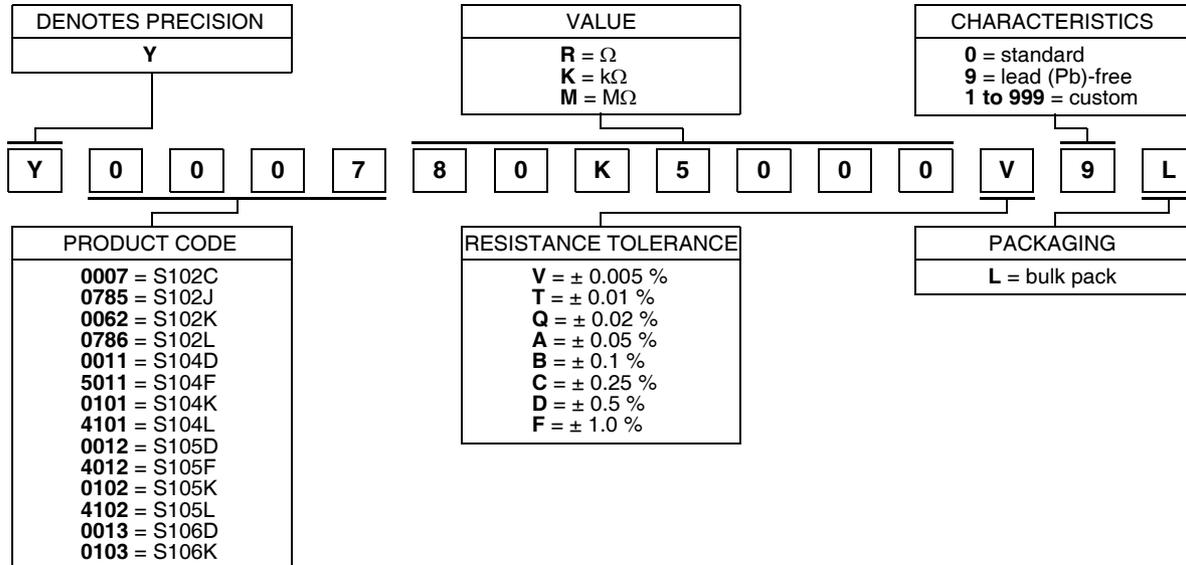 DENOTES PRECISION
Y
VALUE
R = Ω
K = kΩ
M = MΩ
CHARACTERISTICS
0 = standard
9 = lead (Pb)-free
1 to 999 = custom
Y 0 0 0 7 8 0 K 5 0 0 0 V 9 L
PRODUCT CODE
0007 = S102C
0785 = S102J
0062 = S102K
0786 = S102L
0011 = S104D
5011 = S104F
0101 = S104K
4101 = S104L
0012 = S105D
4012 = S105F
0102 = S105K
4102 = S105L
0013 = S106D
0103 = S106K
RESISTANCE TOLERANCE
V = ± 0.005 %
T = ± 0.01 %
Q = ± 0.02 %
A = ± 0.05 %
B = ± 0.1 %
C = ± 0.25 %
D = ± 0.5 %
F = ± 1.0 %
PACKAGING
L = bulk pack